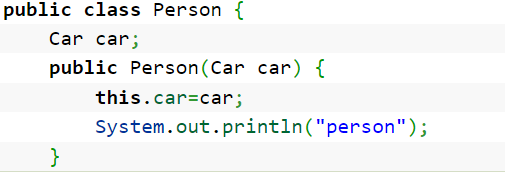 public class Person {
    Car car;
    public Person(Car car) {
        this.car=car;
        System.out.println("person");
    }